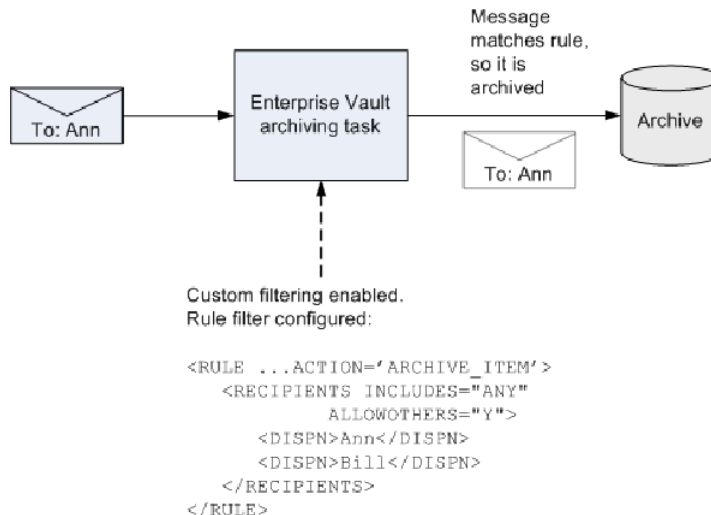 Message
matches rule,
so it is
archived
To: Ann
Enterprise Vault
archiving task
Archive
To: Ann
Custom filtering enabled.
Rule filter configured:
<RULE ...ACTION=’ARCHIVE_ITEM’>
<RECIPIENTS INCLUDES="ANY"
ALLOWOTHERS="Y">
<DISPN>Ann</DISPN>
<DISPN>Bill</DISPN>
</RECIPIENTS>
</RULE>